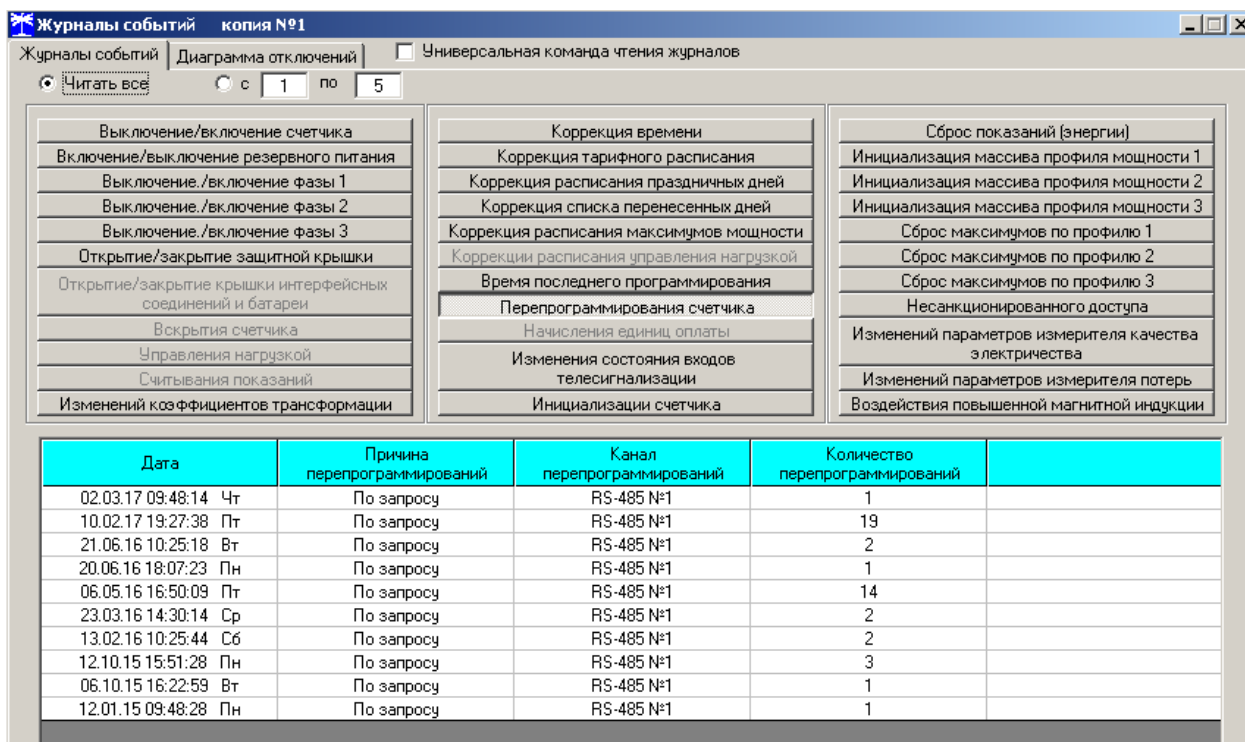 Журналы событий копия №1
Журналы событий Диаграмма отключений Универсальная команда чтения журналов
Читать все с 1 по 5
Выключение/включение счетчика
Включение/выключение резервного питания
Выключение./включение фазы 1
Выключение./включение фазы 2
Выключение./включение фазы 3
Открытие/закрытие защитной крышки
Открытие/закрытие крышки интерфейсных
соединений и батареи
Вскрытия счетчика
Управления нагрузкой
Считывания показаний
Изменений коэффициентов трансформации
Коррекция времени
Коррекция тарифного расписания
Коррекция расписания праздничных дней
Коррекция списка перенесенных дней
Коррекция расписания максимумов мощности
Коррекции расписания управления нагрузкой
Время последнего программирования
Перепрограммирования счетчика
Начисления единиц оплаты
Изменения состояния входов
телесигнализации
Инициализации счетчика
Сброс показаний (энергии)
Инициализация массива профиля мощности 1
Инициализация массива профиля мощности 2
Инициализация массива профиля мощности 3
Сброс максимумов по профилю 1
Сброс максимумов по профилю 2
Сброс максимумов по профилю 3
Несанкционированного доступа
Изменений параметров измерителя качества
электричества
Изменений параметров измерителя потерь
Воздействия повышенной магнитной индукции
Дата Причина перепрограммирований Канал перепрограммирований Количество перепрограммирований
02.03.17 09:48:14 Чт По запросу RS-485 №1 1
10.02.17 19:27:38 Пт По запросу RS-485 №1 19
21.06.16 10:25:18 Вт По запросу RS-485 №1 2
20.06.16 18:07:23 Пн По запросу RS-485 №1 1
06.05.16 16:50:09 Пт По запросу RS-485 №1 14
23.03.16 14:30:14 Ср По запросу RS-485 №1 2
13.02.16 10:25:44 Сб По запросу RS-485 №1 2
12.10.15 15:51:28 Пн По запросу RS-485 №1 3
06.10.15 16:22:59 Вт По запросу RS-485 №1 1
12.01.15 09:48:28 Пн По запросу RS-485 №1 1